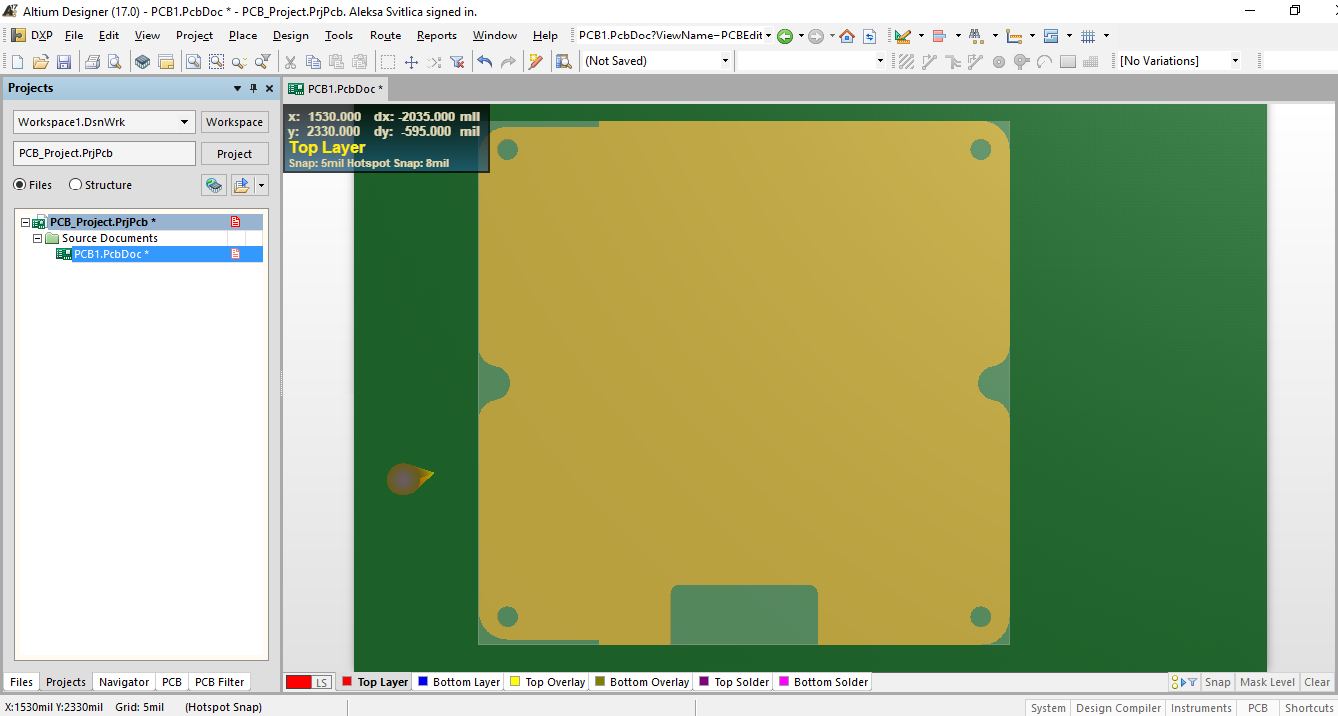 Altium Designer (17.0) - PCB1.PcbDoc * - PCB_Project.PrjPcb. Aleksa Svitlica signed in.
DXP File Edit View Project Place Design Tools Route Reports Window Help PCB1.PcbDoc?ViewName=PCBEdit
(Not Saved) [No Variations]
Projects
PCB1.PcbDoc *
Workspace1.DsnWrk Workspace
PCB_Project.PrjPcb Project
Files Structure
PCB_Project.PrjPcb *
Source Documents
PCB1.PcbDoc *
x: 1530.000 dx: -2035.000 mil
y: 2330.000 dy: -595.000 mil
Top Layer
Snap: 5mil Hotspot Snap: 8mil
Files Projects Navigator PCB PCB Filter
LS Top Layer Bottom Layer Top Overlay Bottom Overlay Top Solder Bottom Solder
Snap Mask Level Clear
X:1530mil Y:2330mil Grid: 5mil (Hotspot Snap)
System Design Compiler Instruments PCB Shortcuts